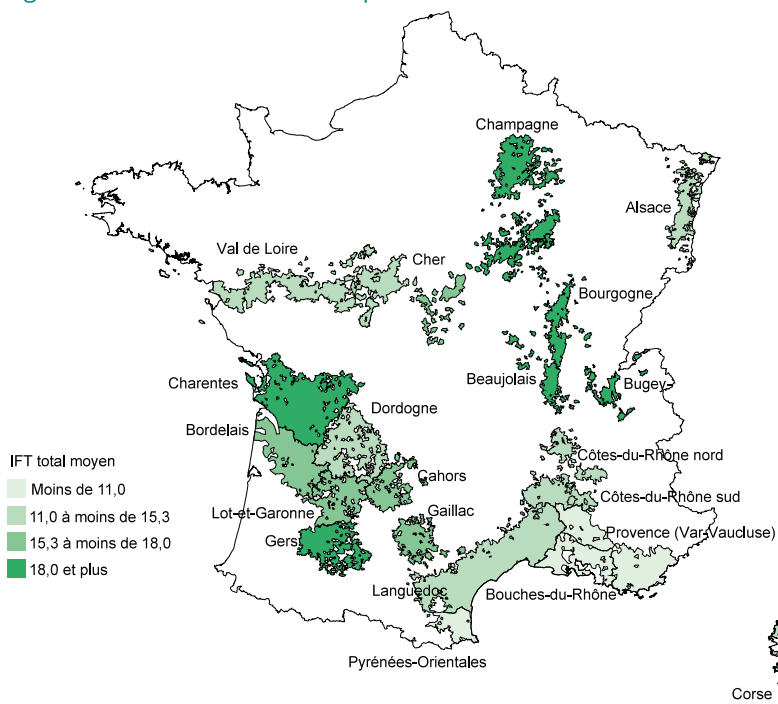 Champagne
Alsace
Val de Loire
Cher
Bourgogne
Charentes
Beaujolais
Bugey
Dordogne
Bordelais
IFT total moyen
Côtes-du-Rhône nord
Cahors
Moins de 11,0
Côtes-du-Rhône sud
11,0 à moins de 15,3
Lot-et-Garonne
Gaillac
Provence (Var-Vaucluse)
15,3 à moins de 18,0
Gers
18,0 et plus
Languedoc
Bouches-du-Rhône
Pyrénées-Orientales
Corse